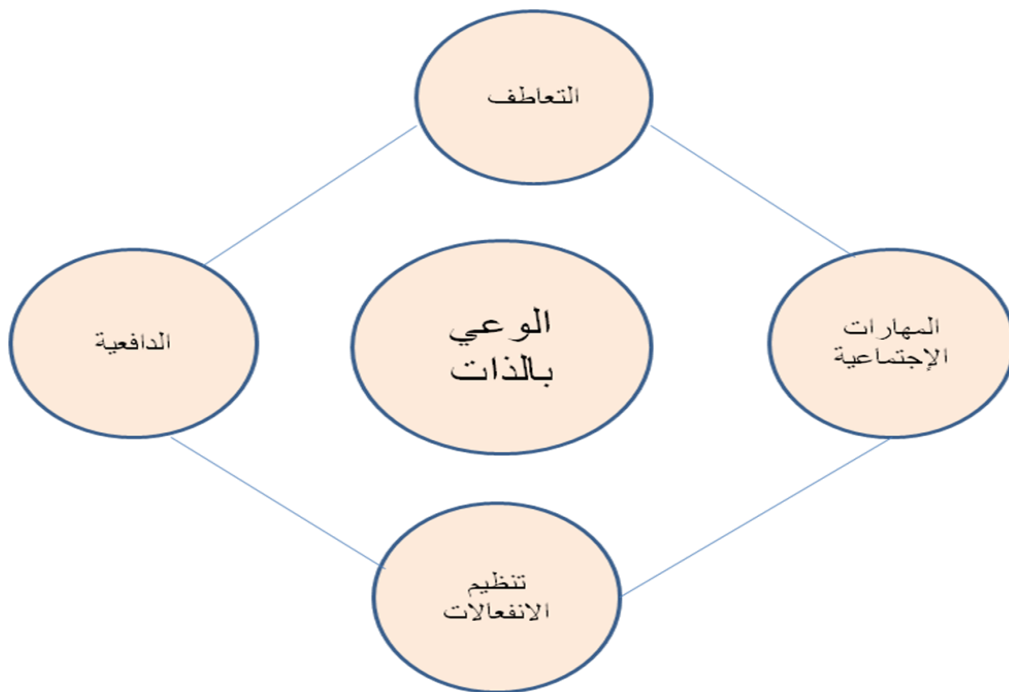 التعاطف
المهارات
الإجتماعية
الوعي
بالذات
الدافعية
تنظيم
الانفعالات